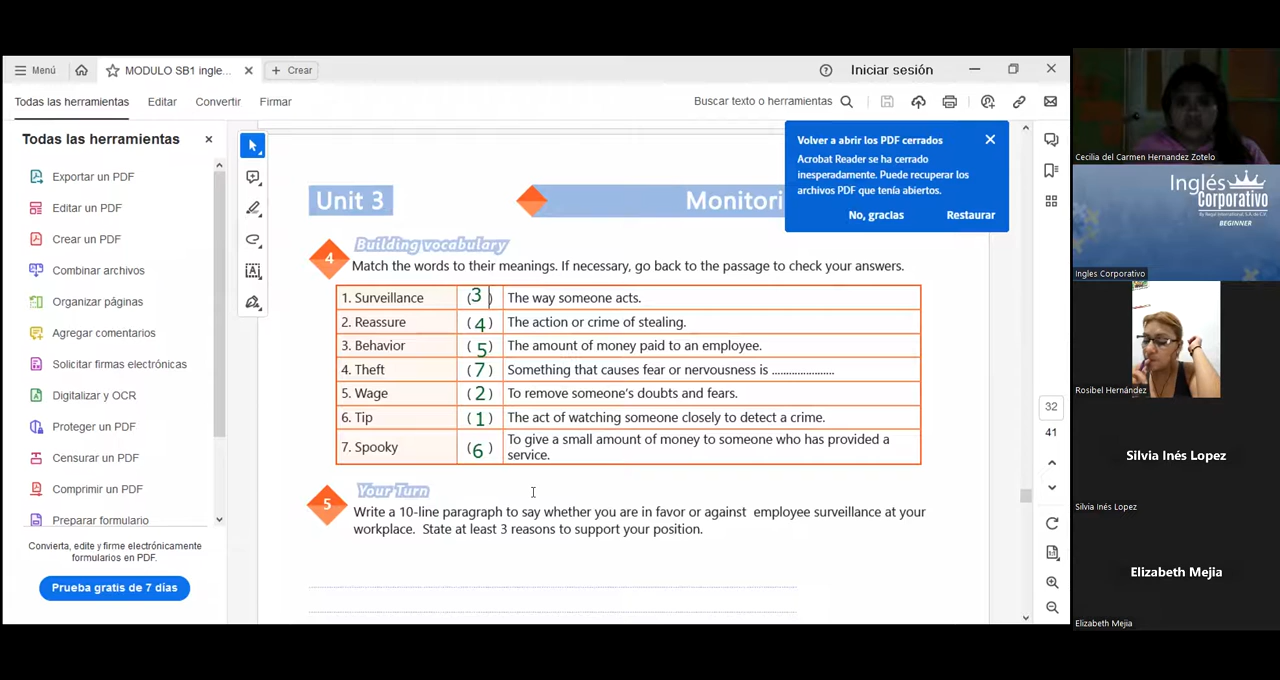 Menú
MODULO SB1 ingle...
Crear
Iniciar sesión
Todas las herramientas
Editar
Convertir
Firmar
Buscar texto o herramientas
Todas las herramientas
Exportar un PDF
Editar un PDF
Crear un PDF
Combinar archivos
Organizar páginas
Agregar comentarios
Solicitar firmas electrónicas
Digitalizar y OCR
Proteger un PDF
Censurar un PDF
Comprimir un PDF
Preparar formulario
Convierta, edite y firme electrónicamente
formularios en PDF.
Prueba gratis de 7 días
Volver a abrir los PDF cerrados
Acrobat Reader se ha cerrado
inesperadamente. Puede recuperar los
archivos PDF que tenía abiertos.
No, gracias
Restaurar
Unit 3
Monitori
4
Building vocabulary
Match the words to their meanings. If necessary, go back to the passage to check your answers.
1. Surveillance (3) The way someone acts.
2. Reassure (4) The action or crime of stealing.
3. Behavior (5) The amount of money paid to an employee.
4. Theft (7) Something that causes fear or nervousness is ......................
5. Wage (2) To remove someone's doubts and fears.
6. Tip (1) The act of watching someone closely to detect a crime.
7. Spooky (6) To give a small amount of money to someone who has provided a
service.
5
Your Turn
Write a 10-line paragraph to say whether you are in favor or against employee surveillance at your
workplace. State at least 3 reasons to support your position.
32
41
Cecilia del Carmen Hernandez Zotelo
Inglés
Corporativo
By Regal International, S.A. de C.V.
BEGINNER
Ingles Corporativo
Rosibel Hernández
Silvia Inés Lopez
Silvia Inés Lopez
Elizabeth Mejia
Elizabeth Mejia